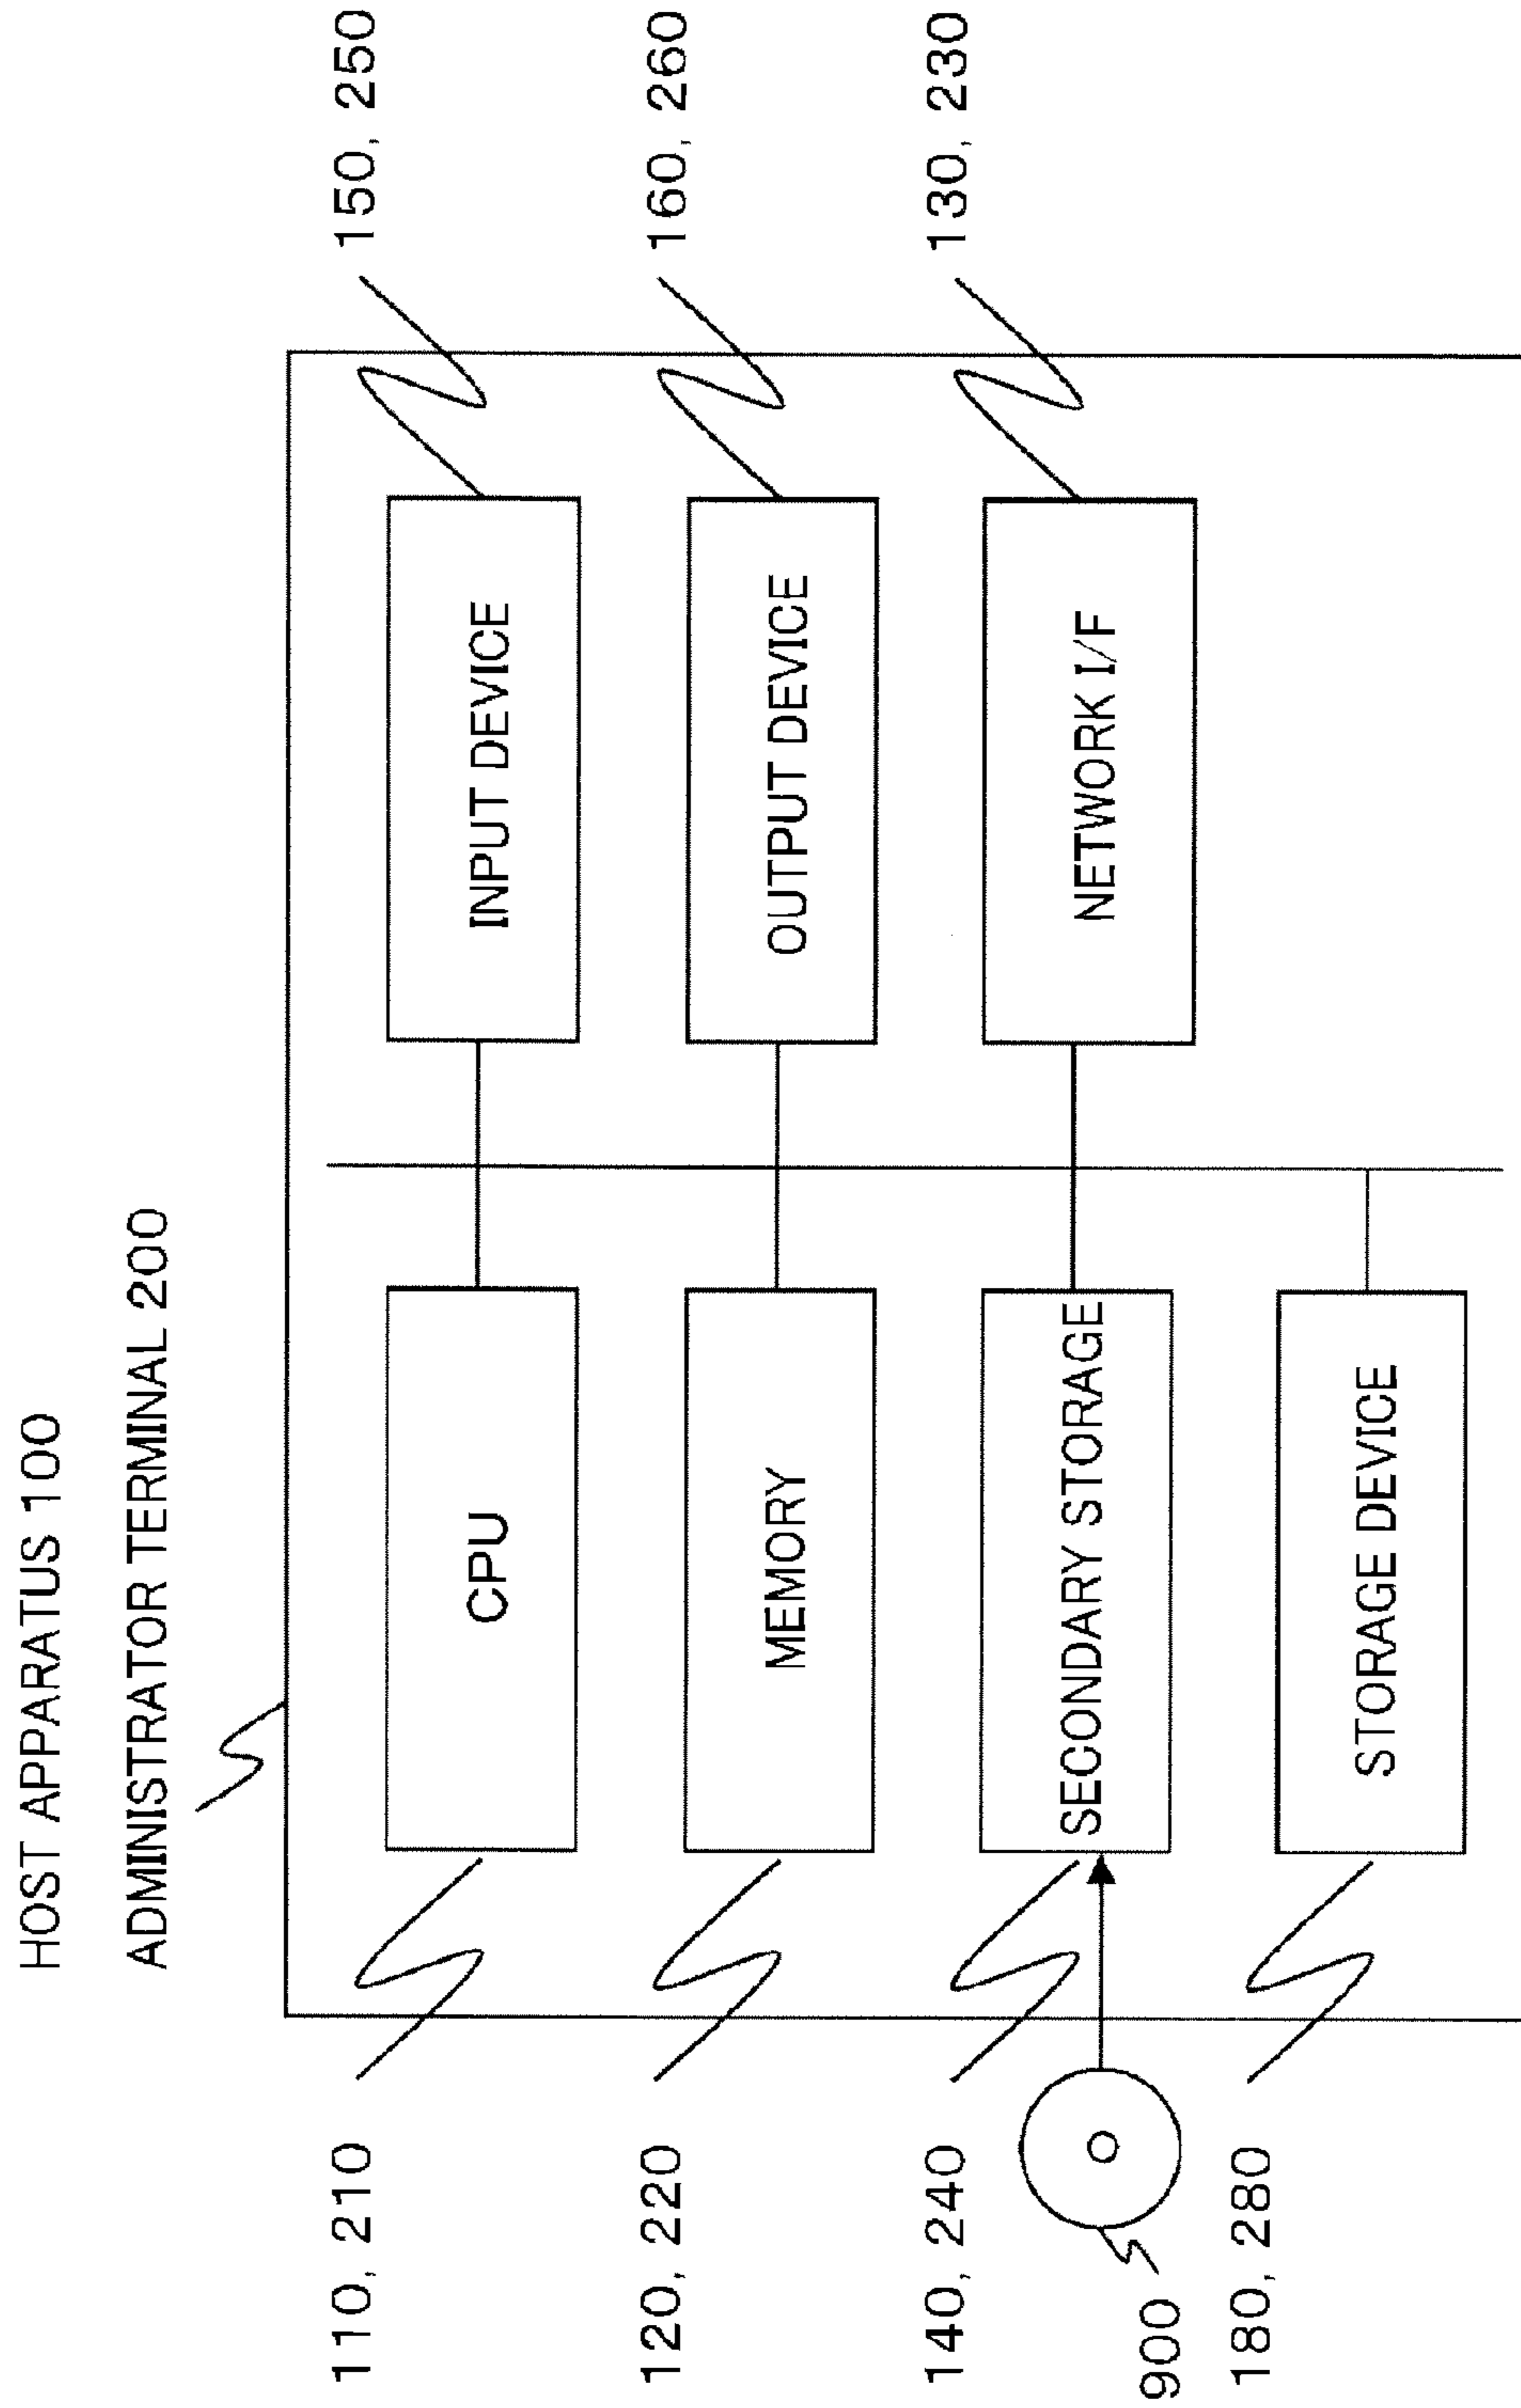 HOST APPARATUS 100
ADMINISTRATOR TERMINAL 200
110, 210
CPU
INPUT DEVICE
150, 250
120, 220
MEMORY
OUTPUT DEVICE
160, 260
140, 240
SECONDARY STORAGE
NETWORK I/F
130, 230
900
180, 280
STORAGE DEVICE